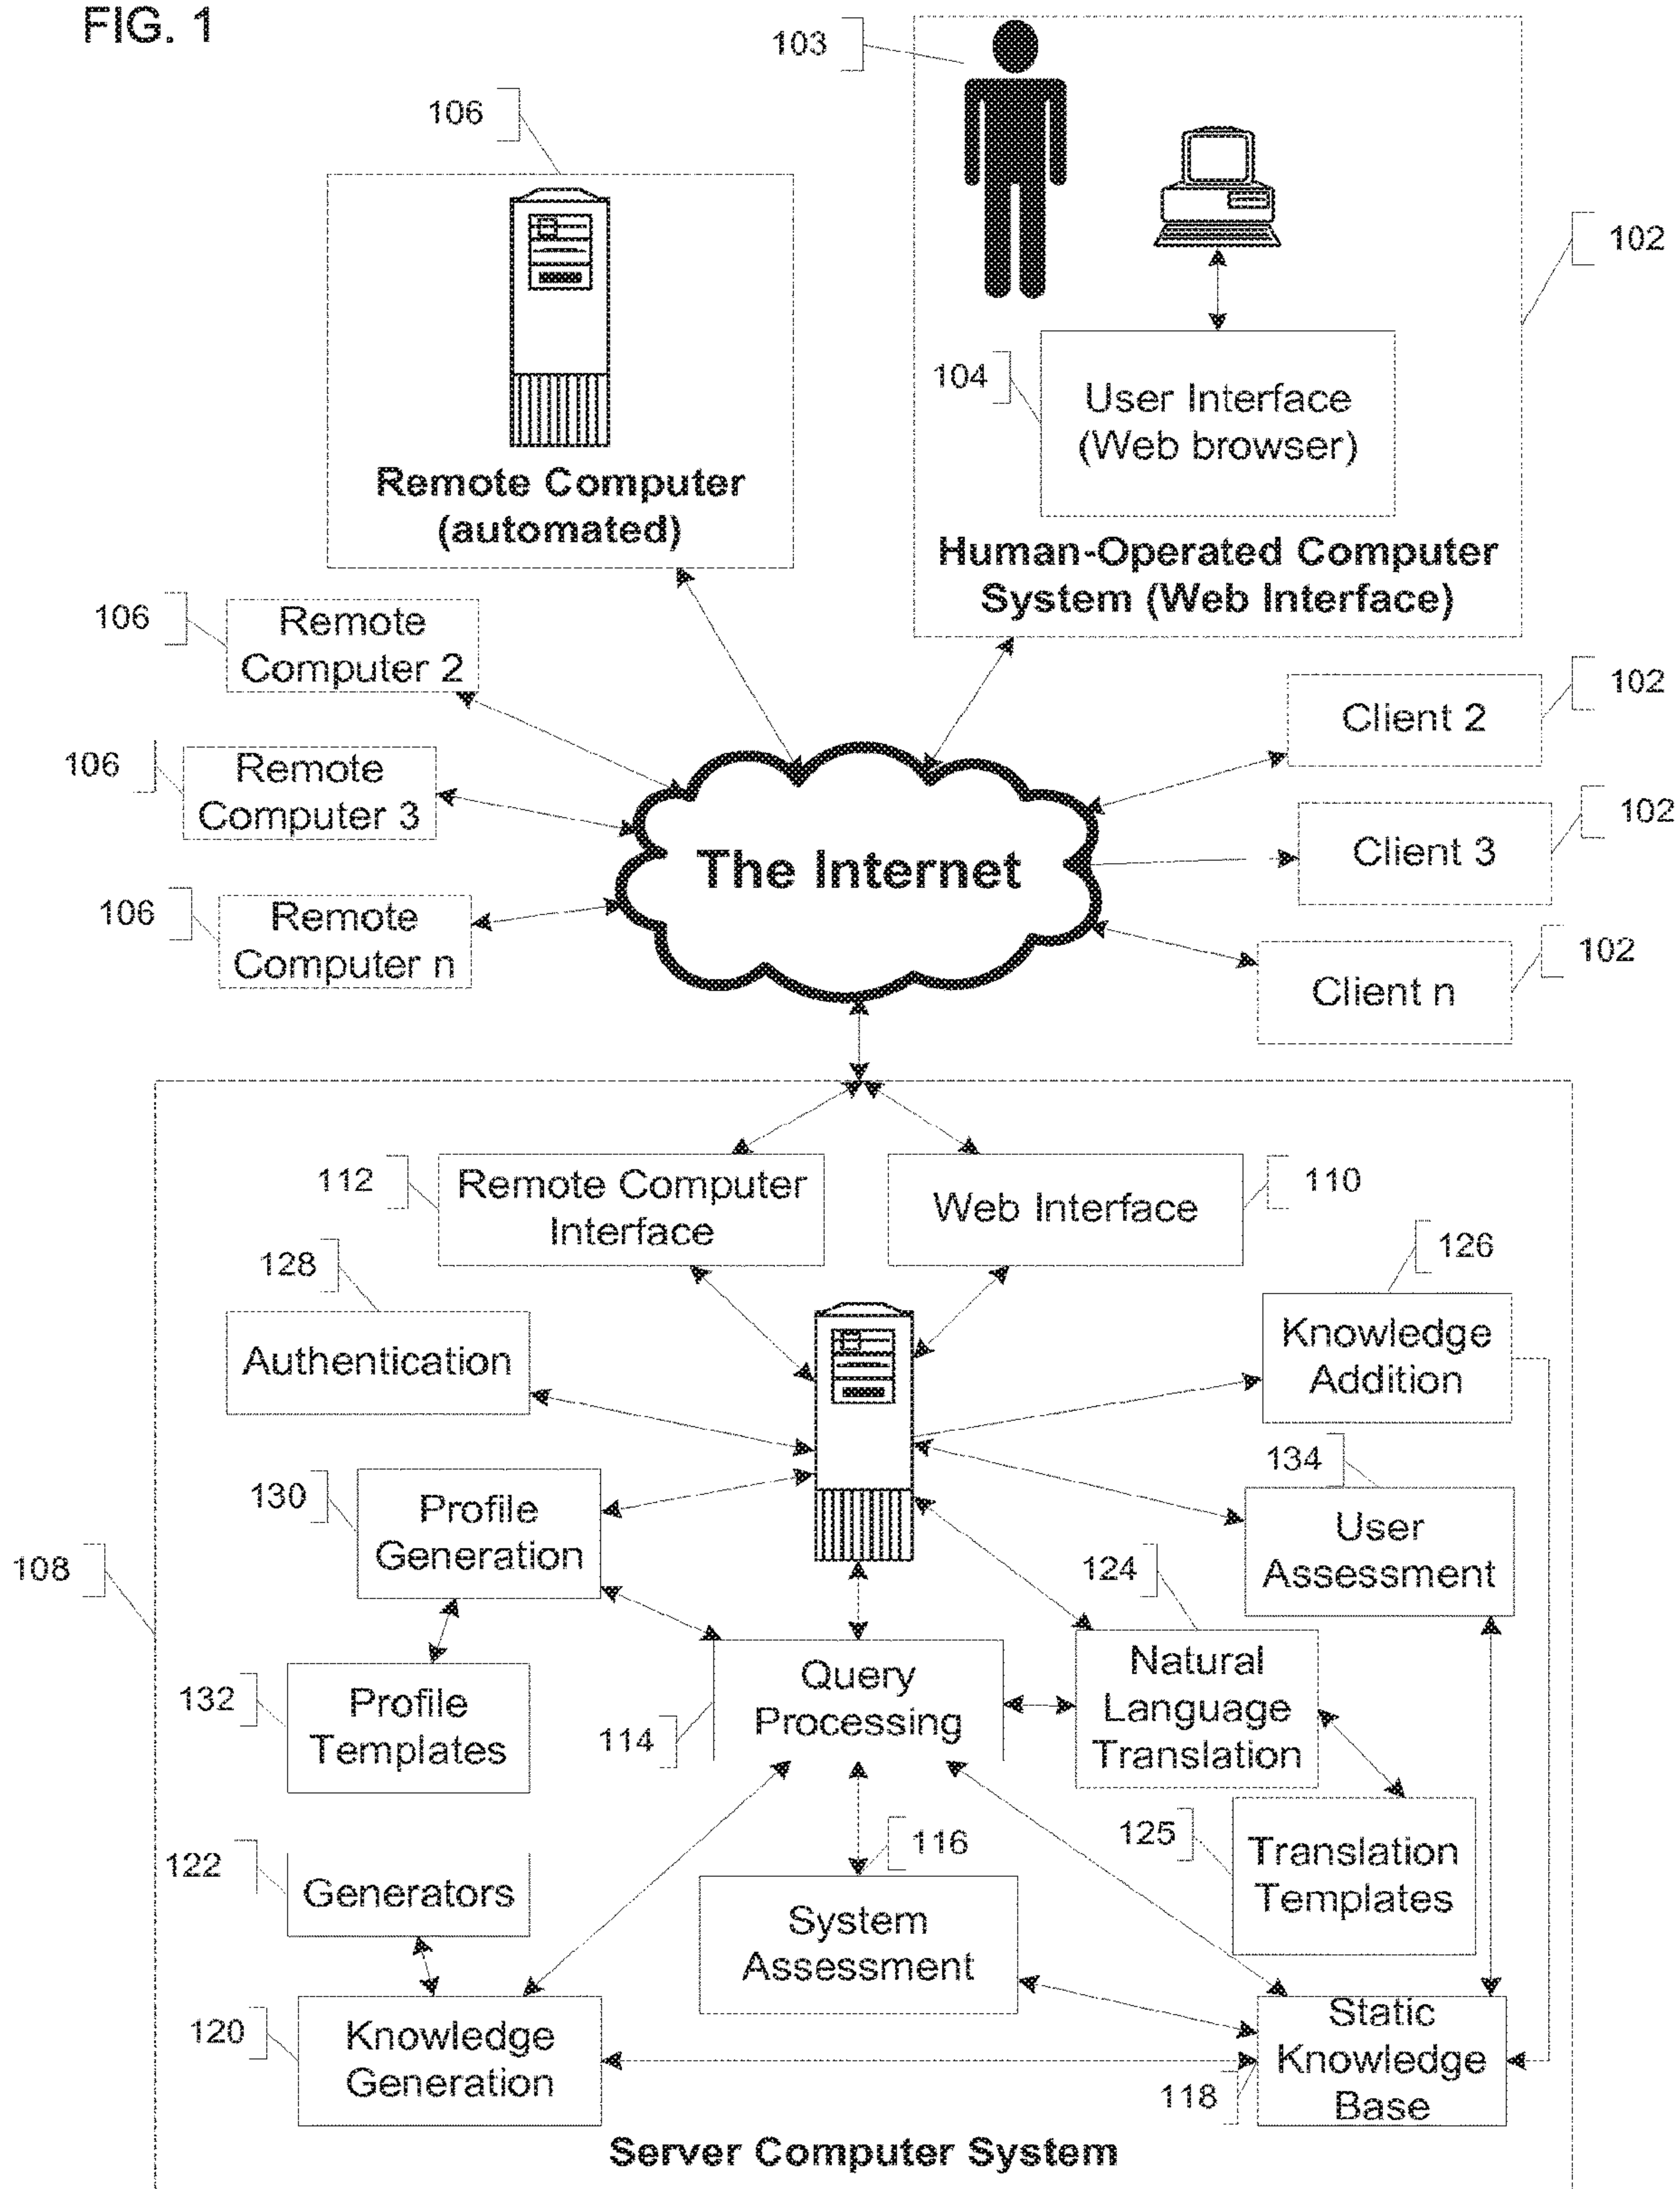 FIG. 1
103
106
102
104
User Interface
(Web browser)
Remote Computer
(automated)
Human-Operated Computer
System (Web Interface)
106
Remote
Computer 2
102
Client 2
106
Remote
Computer 3
102
Client 3
The Internet
106
Remote
Computer n
102
Client n
112
Remote Computer
Interface
Web Interface
110
128
126
Authentication
Knowledge
Addition
134
130
Profile
Generation
User
Assessment
108
124
132
Profile
Templates
114
Query
Processing
Natural
Language
Translation
122
Generators
116
125
Translation
Templates
System
Assessment
120
Knowledge
Generation
118
Static
Knowledge
Base
Server Computer System